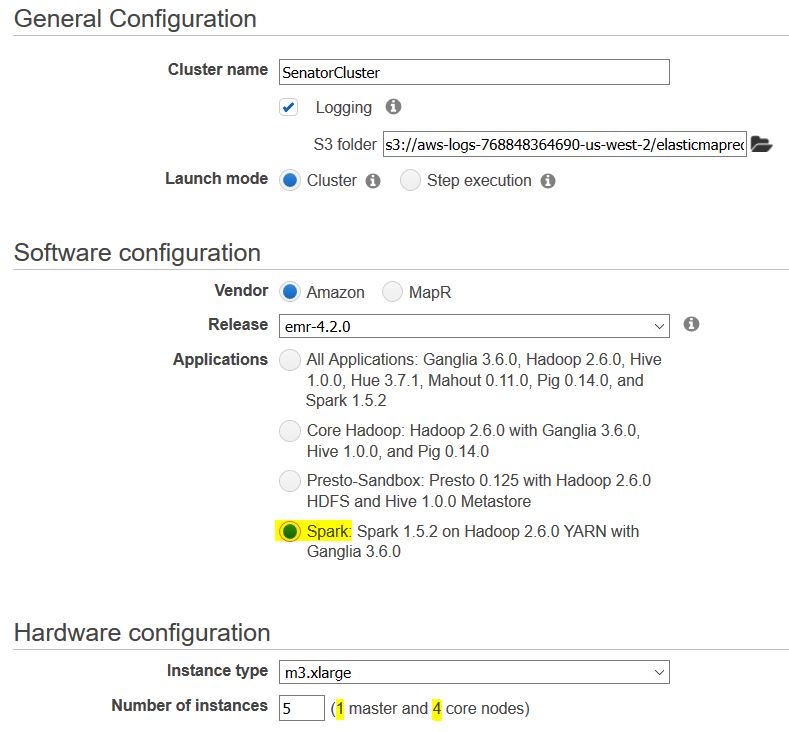 General Configuration
Cluster name SenatorCluster
Logging
S3 folder s3://aws-logs-768848364690-us-west-2/elasticmapred
Launch mode Cluster Step execution
Software configuration
Vendor Amazon MapR
Release emr-4.2.0
Applications All Applications: Ganglia 3.6.0, Hadoop 2.6.0, Hive
1.0.0, Hue 3.7.1, Mahout 0.11.0, Pig 0.14.0, and
Spark 1.5.2
Core Hadoop: Hadoop 2.6.0 with Ganglia 3.6.0,
Hive 1.0.0, and Pig 0.14.0
Presto-Sandbox: Presto 0.125 with Hadoop 2.6.0
HDFS and Hive 1.0.0 Metastore
Spark: Spark 1.5.2 on Hadoop 2.6.0 YARN with
Ganglia 3.6.0
Hardware configuration
Instance type m3.xlarge
Number of instances 5 (1 master and 4 core nodes)